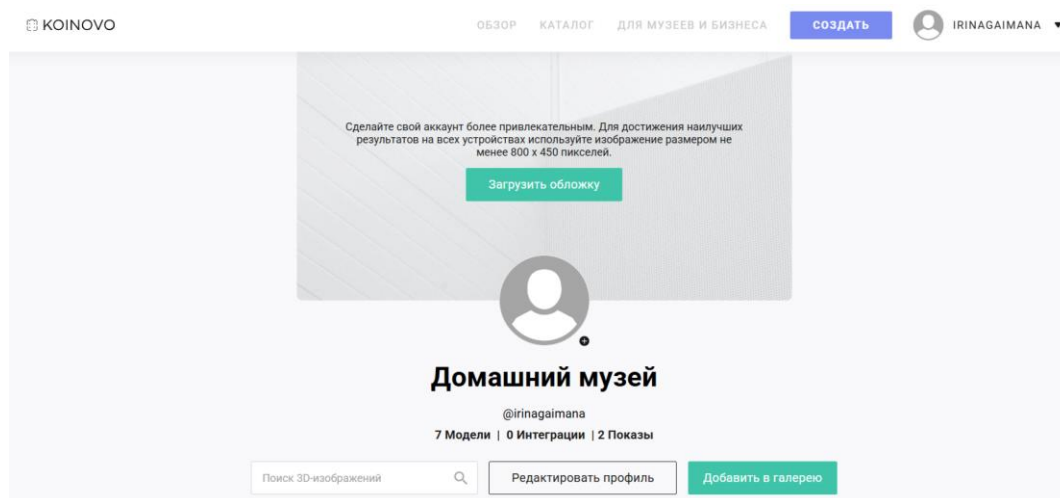 KOINOVO
ОБЗОР КАТАЛОГ ДЛЯ МУЗЕЕВ И БИЗНЕСА СОЗДАТЬ IRINAGAIMANA
Сделайте свой аккаунт более привлекательным. Для достижения наилучших
результатов на всех устройствах используйте изображение размером не
менее 800 x 450 пикселей.
Загрузить обложку
Домашний музей
@irinagaimana
7 Модели | 0 Интеграции | 2 Показы
Поиск 3D-изображений Редактировать профиль Добавить в галерею